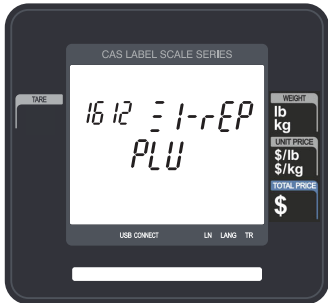 CAS LABEL SCALE SERIES
TARE
WEIGHT
lb
kg
1612 Ξ1-rEP
PLU
UNIT PRICE
$/lb
$/kg
TOTAL PRICE
$
USB CONNECT LN LANG TR